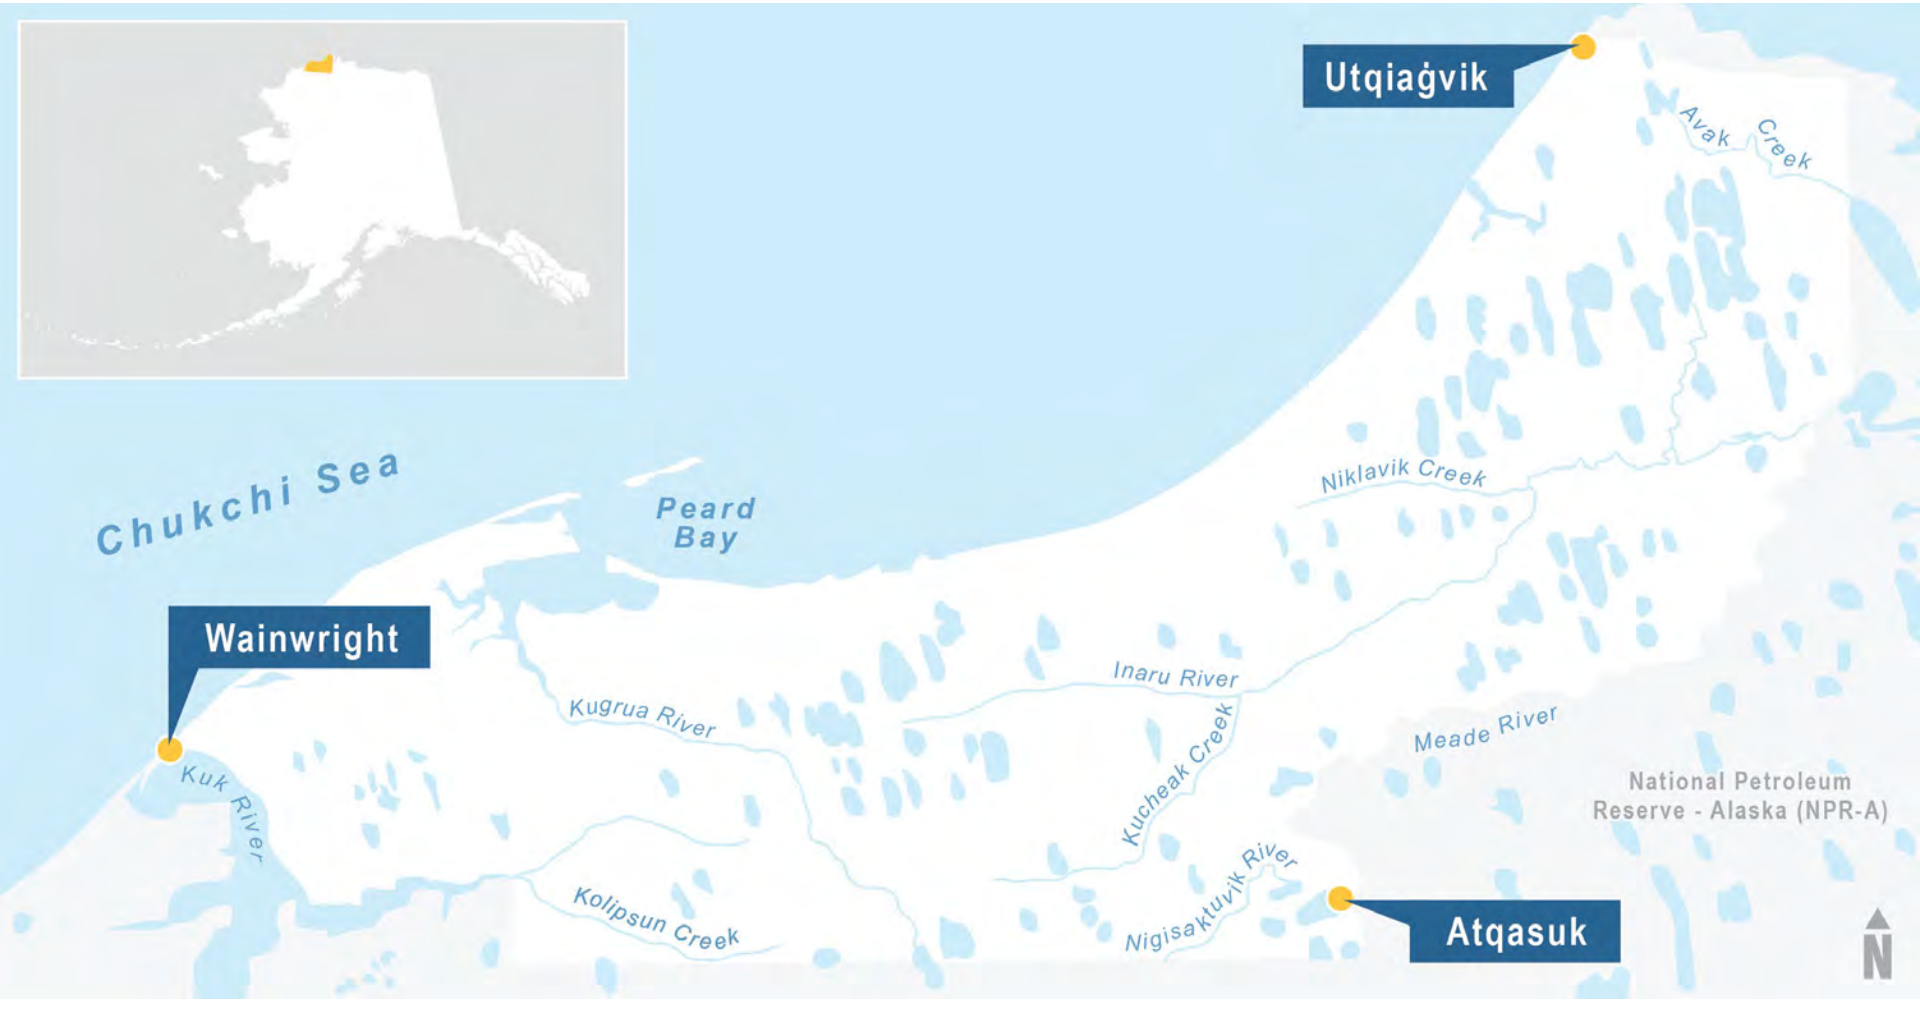 Utqiaġvik
Avak Creek
Chukchi Sea
Peard
Bay
Niklavik Creek
Wainwright
Inaru River
Kugrua River
Meade River
Kuk River
Kucheak Creek
National Petroleum
Reserve - Alaska (NPR-A)
Nigisaktuvik River
Kolipsun Creek
Atqasuk
N